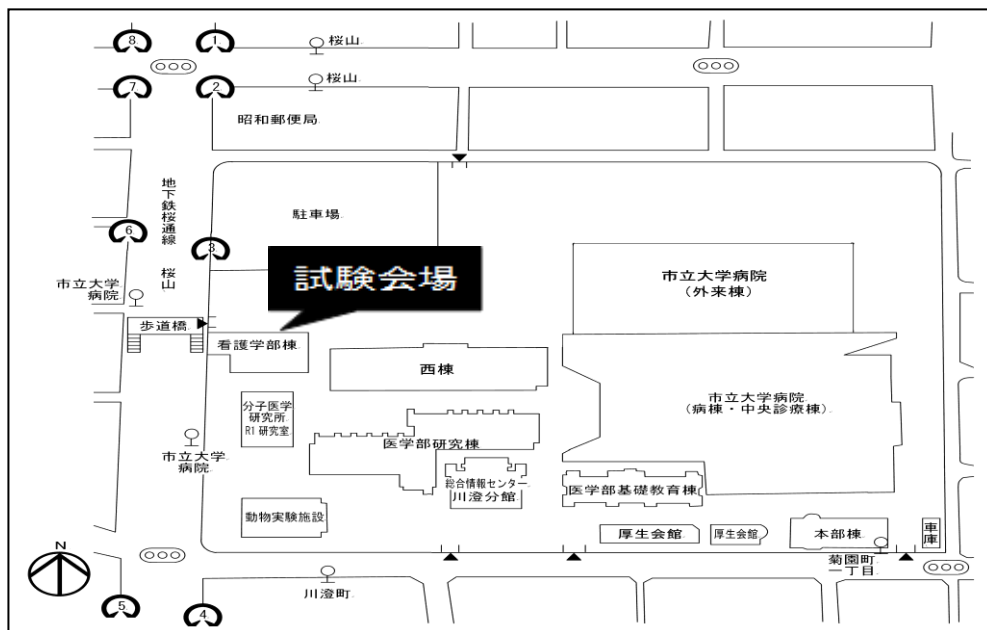 8
1
桜山
7
2
桜山
昭和郵便局
地下鉄桜通線
桜山
駐車場
6
3
試験会場
市立大学
病院
歩道橋
看護学部棟
市立大学病院
(外来棟)
西棟
市立大学病院
(病棟・中央診療棟)
分子医学
研究所
R1研究室
医学部研究棟
市立大学
病院
総合情報センター
川澄分館
医学部基礎教育棟
動物実験施設
厚生会館
厚生会館
本部棟
車庫
菊園町
一丁目
N
川澄町
5
4